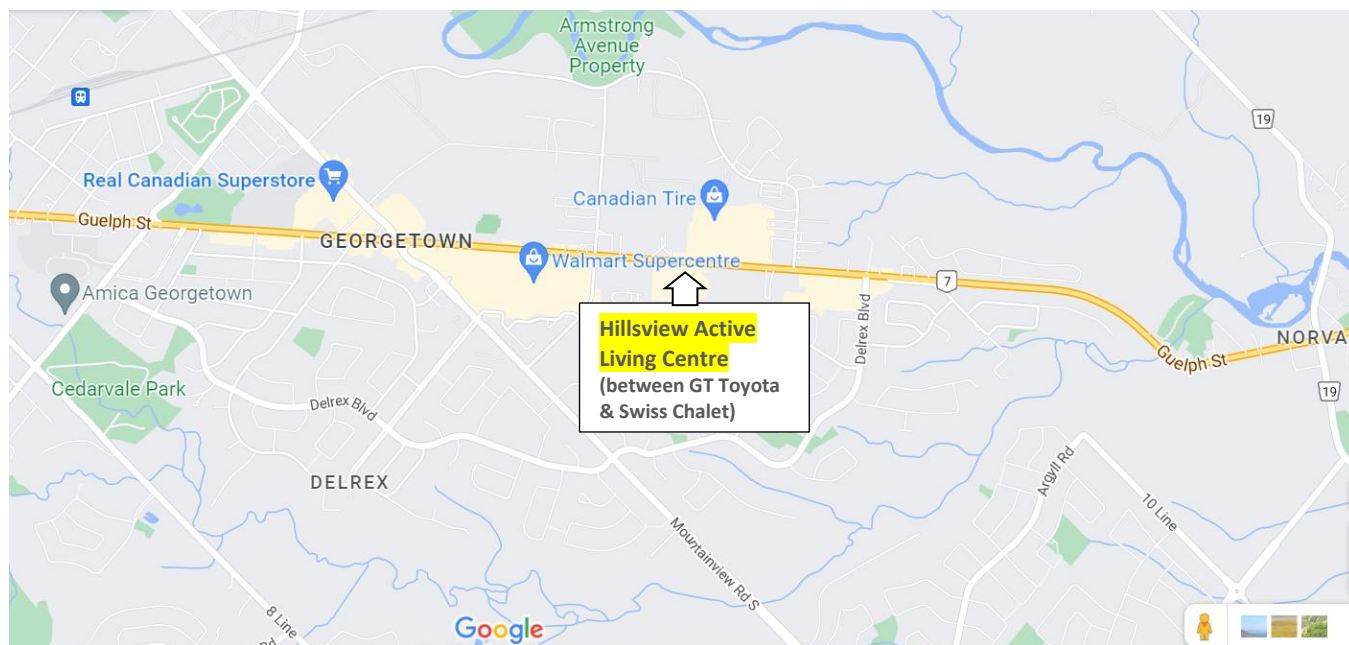 Armstrong
Avenue
Property
19
Real Canadian Superstore
Canadian Tire
Guelph St
GEORGETOWN
Walmart Supercentre
7
Amica Georgetown
Hillsview Active
Living Centre
(between GT Toyota
& Swiss Chalet)
Delrex Blvd
Guelph St
NORVA
19
Cedarvale Park
Delrex Blvd
DELREX
Argyll Rd
10 Line
Mountainview Rd S
8 Line
Google